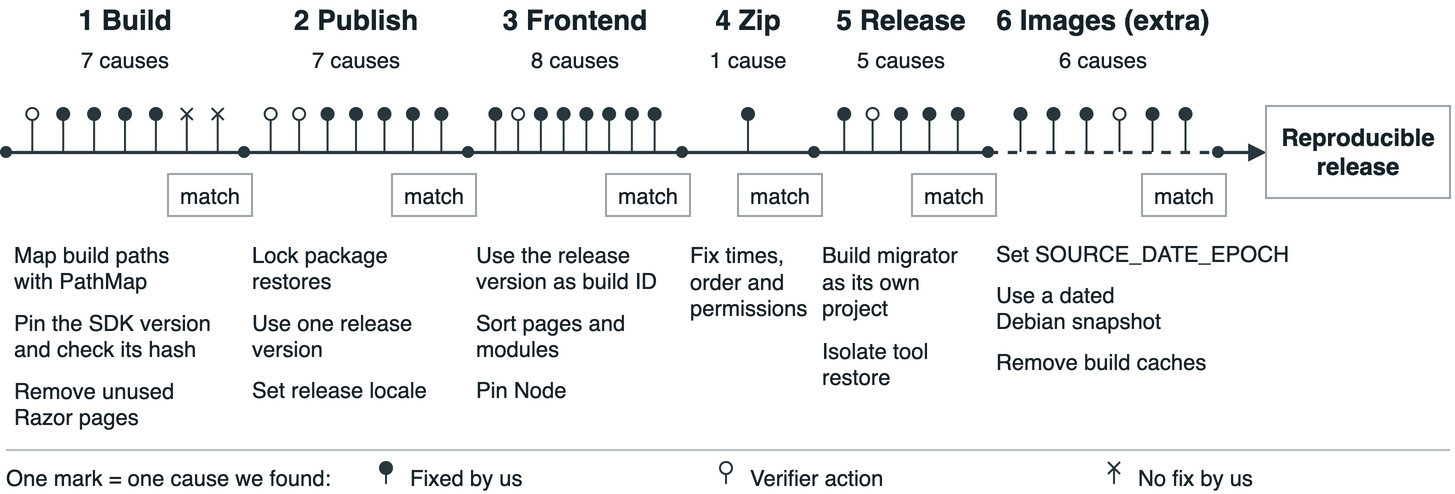 1 Build
7 causes
2 Publish
7 causes
3 Frontend
8 causes
4 Zip
1 cause
5 Release
5 causes
6 Images (extra)
6 causes
Reproducible
release
match
match
match
match
match
match
Map build paths
with PathMap
Pin the SDK version
and check its hash
Remove unused
Razor pages
Lock package
restores
Use one release
version
Set release locale
Use the release
version as build ID
Sort pages and
modules
Pin Node
Fix times,
order and
permissions
Build migrator
as its own
project
Isolate tool
restore
Set SOURCE_DATE_EPOCH
Use a dated
Debian snapshot
Remove build caches
One mark = one cause we found:
Fixed by us
Verifier action
No fix by us